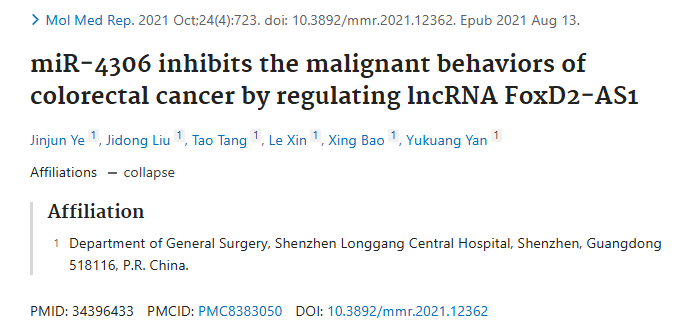 Mol Med Rep. 2021 Oct;24(4):723. doi: 10.3892/mmr.2021.12362. Epub 2021 Aug 13.
miR-4306 inhibits the malignant behaviors of
colorectal cancer by regulating lncRNA FoxD2-AS1
Jinjun Ye 1, Jidong Liu 1, Tao Tang 1, Le Xin 1, Xing Bao 1, Yukuang Yan 1
Affiliations − collapse
Affiliation
1 Department of General Surgery, Shenzhen Longgang Central Hospital, Shenzhen, Guangdong
518116, P.R. China.
PMID: 34396433 PMCID: PMC8383050 DOI: 10.3892/mmr.2021.12362